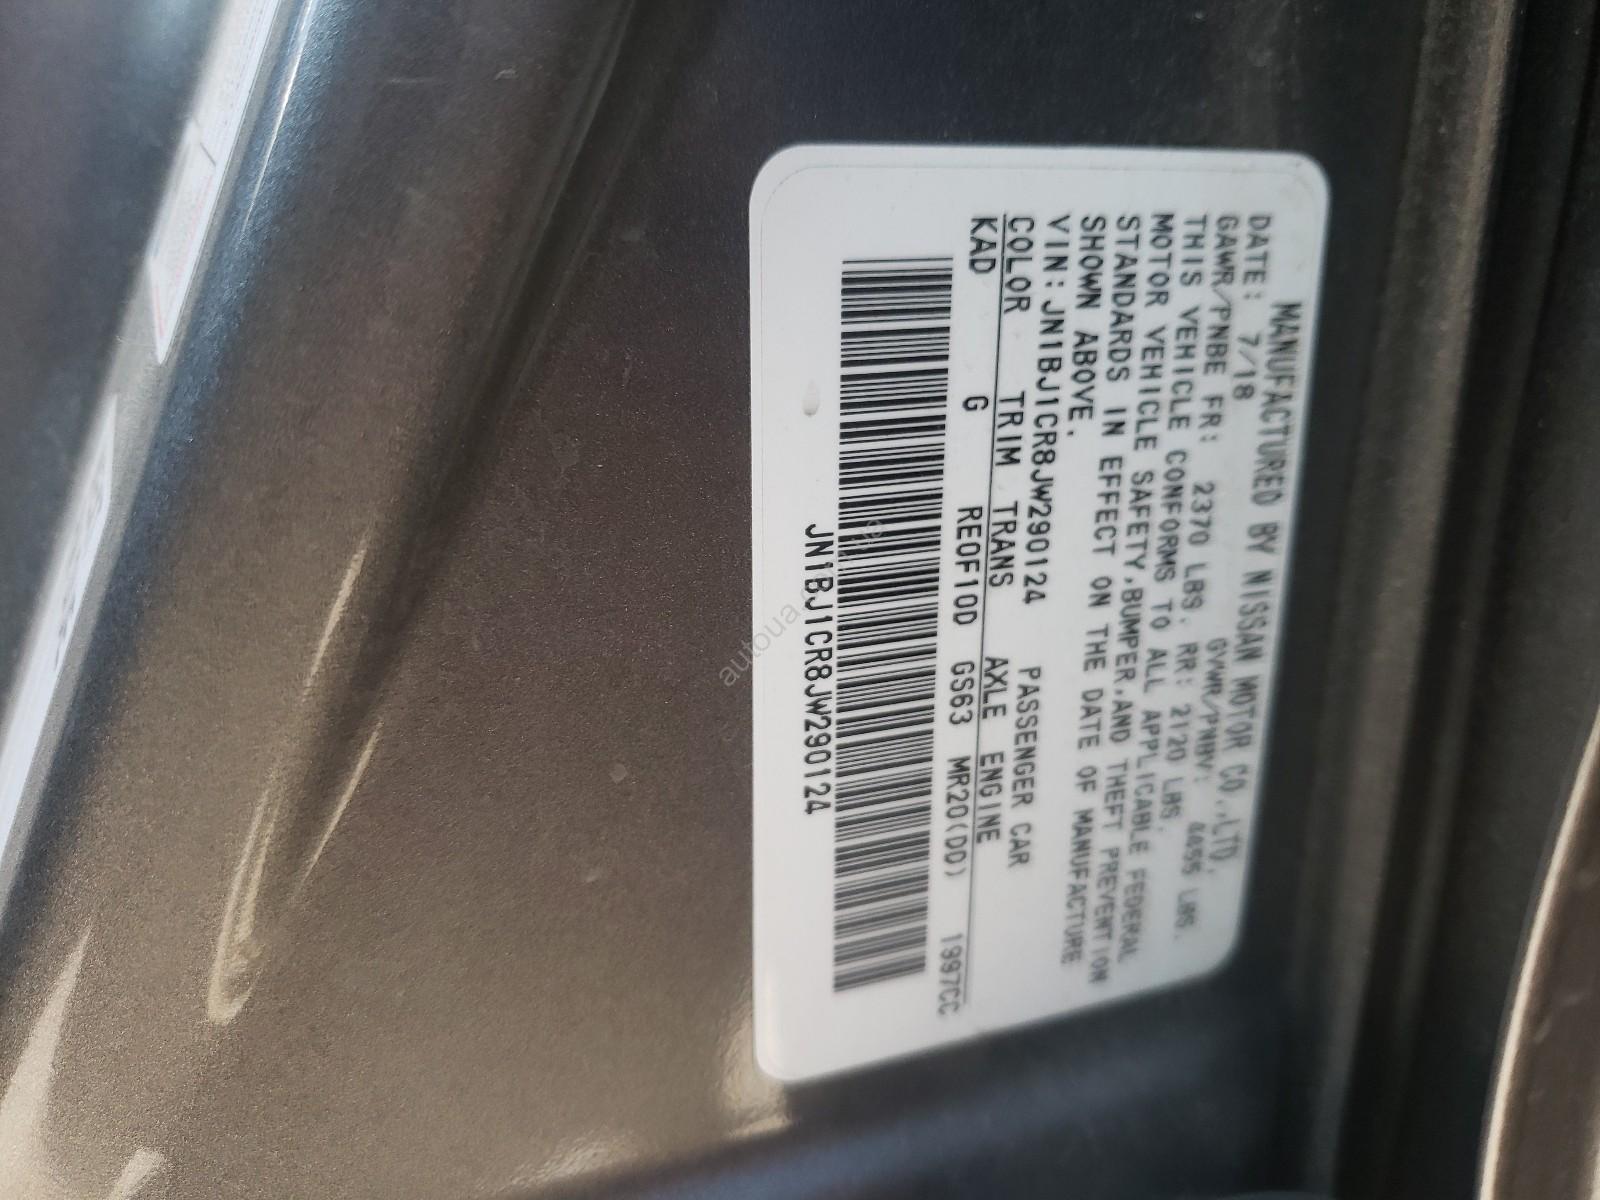 MANUFACTURED BY NISSAN MOTOR CO.,LTD.
DATE: 7/18 GVWR/PNBV: 4455 LBS.
GAWR/PNBE FR: 2370 LBS. RR: 2120 LBS.
THIS VEHICLE CONFORMS TO ALL APPLICABLE FEDERAL
MOTOR VEHICLE SAFETY,BUMPER,AND THEFT PREVENTION
STANDARDS IN EFFECT ON THE DATE OF MANUFACTURE
SHOWN ABOVE.
VIN:JN1BJ1CR8JW290124 PASSENGER CAR
COLOR TRIM TRANS AXLE ENGINE
KAD G RE0F10D GS63 MR20(DD) 1997CC
JN1BJ1CR8JW290124